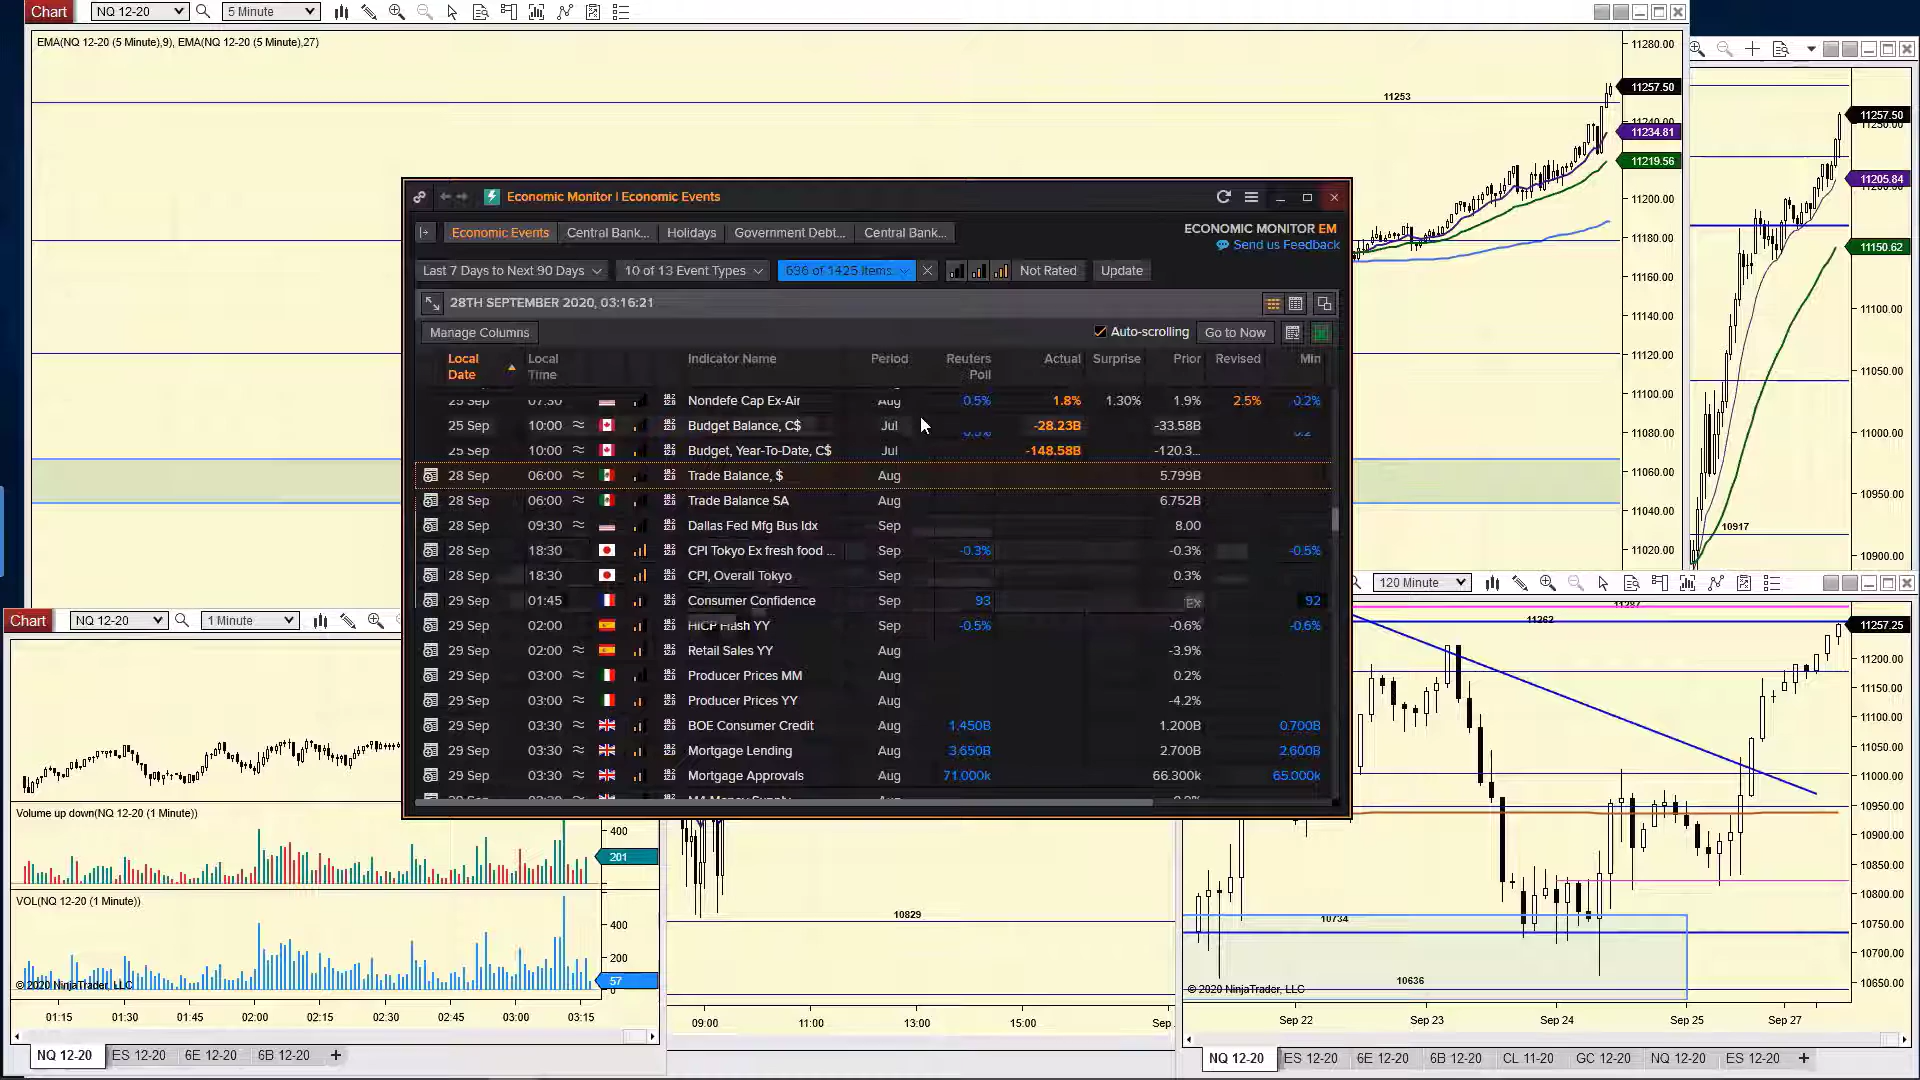 Chart NQ 12-20 5 Minute
EMA(NQ 12-20 (5 Minute),9), EMA(NQ 12-20 (5 Minute),27)
11253
11280.00
11257.50
11240.00
11234.81
11219.56
11200.00
11180.00
11160.00
11140.00
11120.00
11100.00
11080.00
11060.00
11040.00
11020.00
11257.50
11205.84
11150.62
11100.00
11050.00
11000.00
10950.00
10917
10900.00
Economic Monitor | Economic Events
Economic Events Central Bank... Holidays Government Debt... Central Bank...
ECONOMIC MONITOR EM
Send us Feedback
Last 7 Days to Next 90 Days 10 of 13 Event Types 696 of 1425 Items Not Rated Update
28TH SEPTEMBER 2020, 03:16:21
Manage Columns Auto-scrolling Go to Now
Local Date Local Time Indicator Name Period Reuters Poll Actual Surprise Prior Revised Min
25 Sep 07:30 Nondefe Cap Ex-Air Aug 0.5% 1.8% 1.30% 1.9% 2.5% 0.2%
25 Sep 10:00 ≈ Budget Balance, C$ Jul -28.23B -33.58B
25 Sep 10:00 ≈ Budget, Year-To-Date, C$ Jul -148.58B -120.3...
28 Sep 06:00 ≈ Trade Balance, $ Aug 5.799B
28 Sep 06:00 ≈ Trade Balance SA Aug 6.752B
28 Sep 09:30 ≈ Dallas Fed Mfg Bus Idx Sep 8.00
28 Sep 18:30 CPI Tokyo Ex fresh food ... Sep -0.3% -0.3% -0.5%
28 Sep 18:30 CPI, Overall Tokyo Sep 0.3%
29 Sep 01:45 Consumer Confidence Sep 93 92
29 Sep 02:00 HICP Flash YY Sep -0.5% -0.6% -0.6%
29 Sep 02:00 ≈ Retail Sales YY Aug -3.9%
29 Sep 03:00 ≈ Producer Prices MM Aug 0.2%
29 Sep 03:00 ≈ Producer Prices YY Aug -4.2%
29 Sep 03:30 ≈ BOE Consumer Credit Aug 1.450B 1.200B 0.700B
29 Sep 03:30 ≈ Mortgage Lending Aug 3.650B 2.700B 2.600B
29 Sep 03:30 ≈ Mortgage Approvals Aug 71.000k 66.300k 65.000k
Chart NQ 12-20 1 Minute
Volume up down(NQ 12-20 (1 Minute))
400
201
VOL(NQ 12-20 (1 Minute))
400
200
57
0
© 2020 NinjaTrader, LLC
01:15 01:30 01:45 02:00 02:15 02:30 02:45 03:00 03:15
NQ 12-20 ES 12-20 6E 12-20 6B 12-20 +
10829
09:00 11:00 13:00 15:00 Sep
120 Minute
11287
11262
11257.25
11200.00
11150.00
11100.00
11050.00
11000.00
10950.00
10900.00
10850.00
10800.00
10750.00
10700.00
10650.00
10734
10636
© 2020 NinjaTrader, LLC
Sep 22 Sep 23 Sep 24 Sep 25 Sep 27
NQ 12-20 ES 12-20 6E 12-20 6B 12-20 CL 11-20 GC 12-20 NQ 12-20 ES 12-20 +